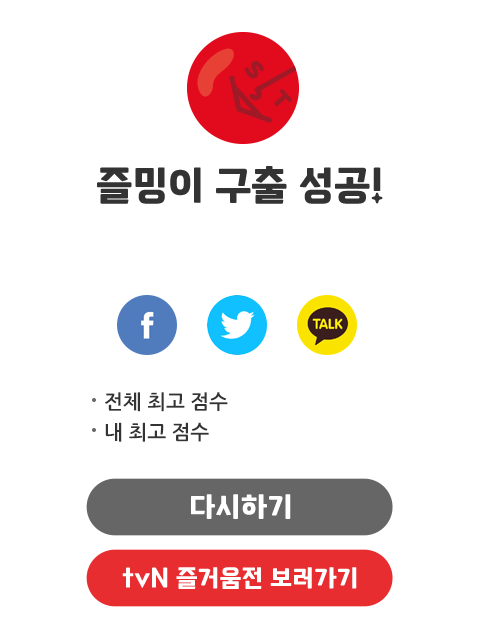 즐밍이 구출 성공!
f
TALK
· 전체 최고 점수
· 내 최고 점수
다시하기
tvN 즐거움전 보러가기